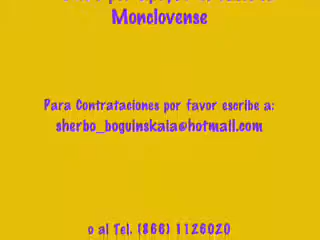 Monclovense
Para Contrataciones por favor escribe a:
sherbo_boguinskaia@hotmail.com
o al Tel. (866) 1126020